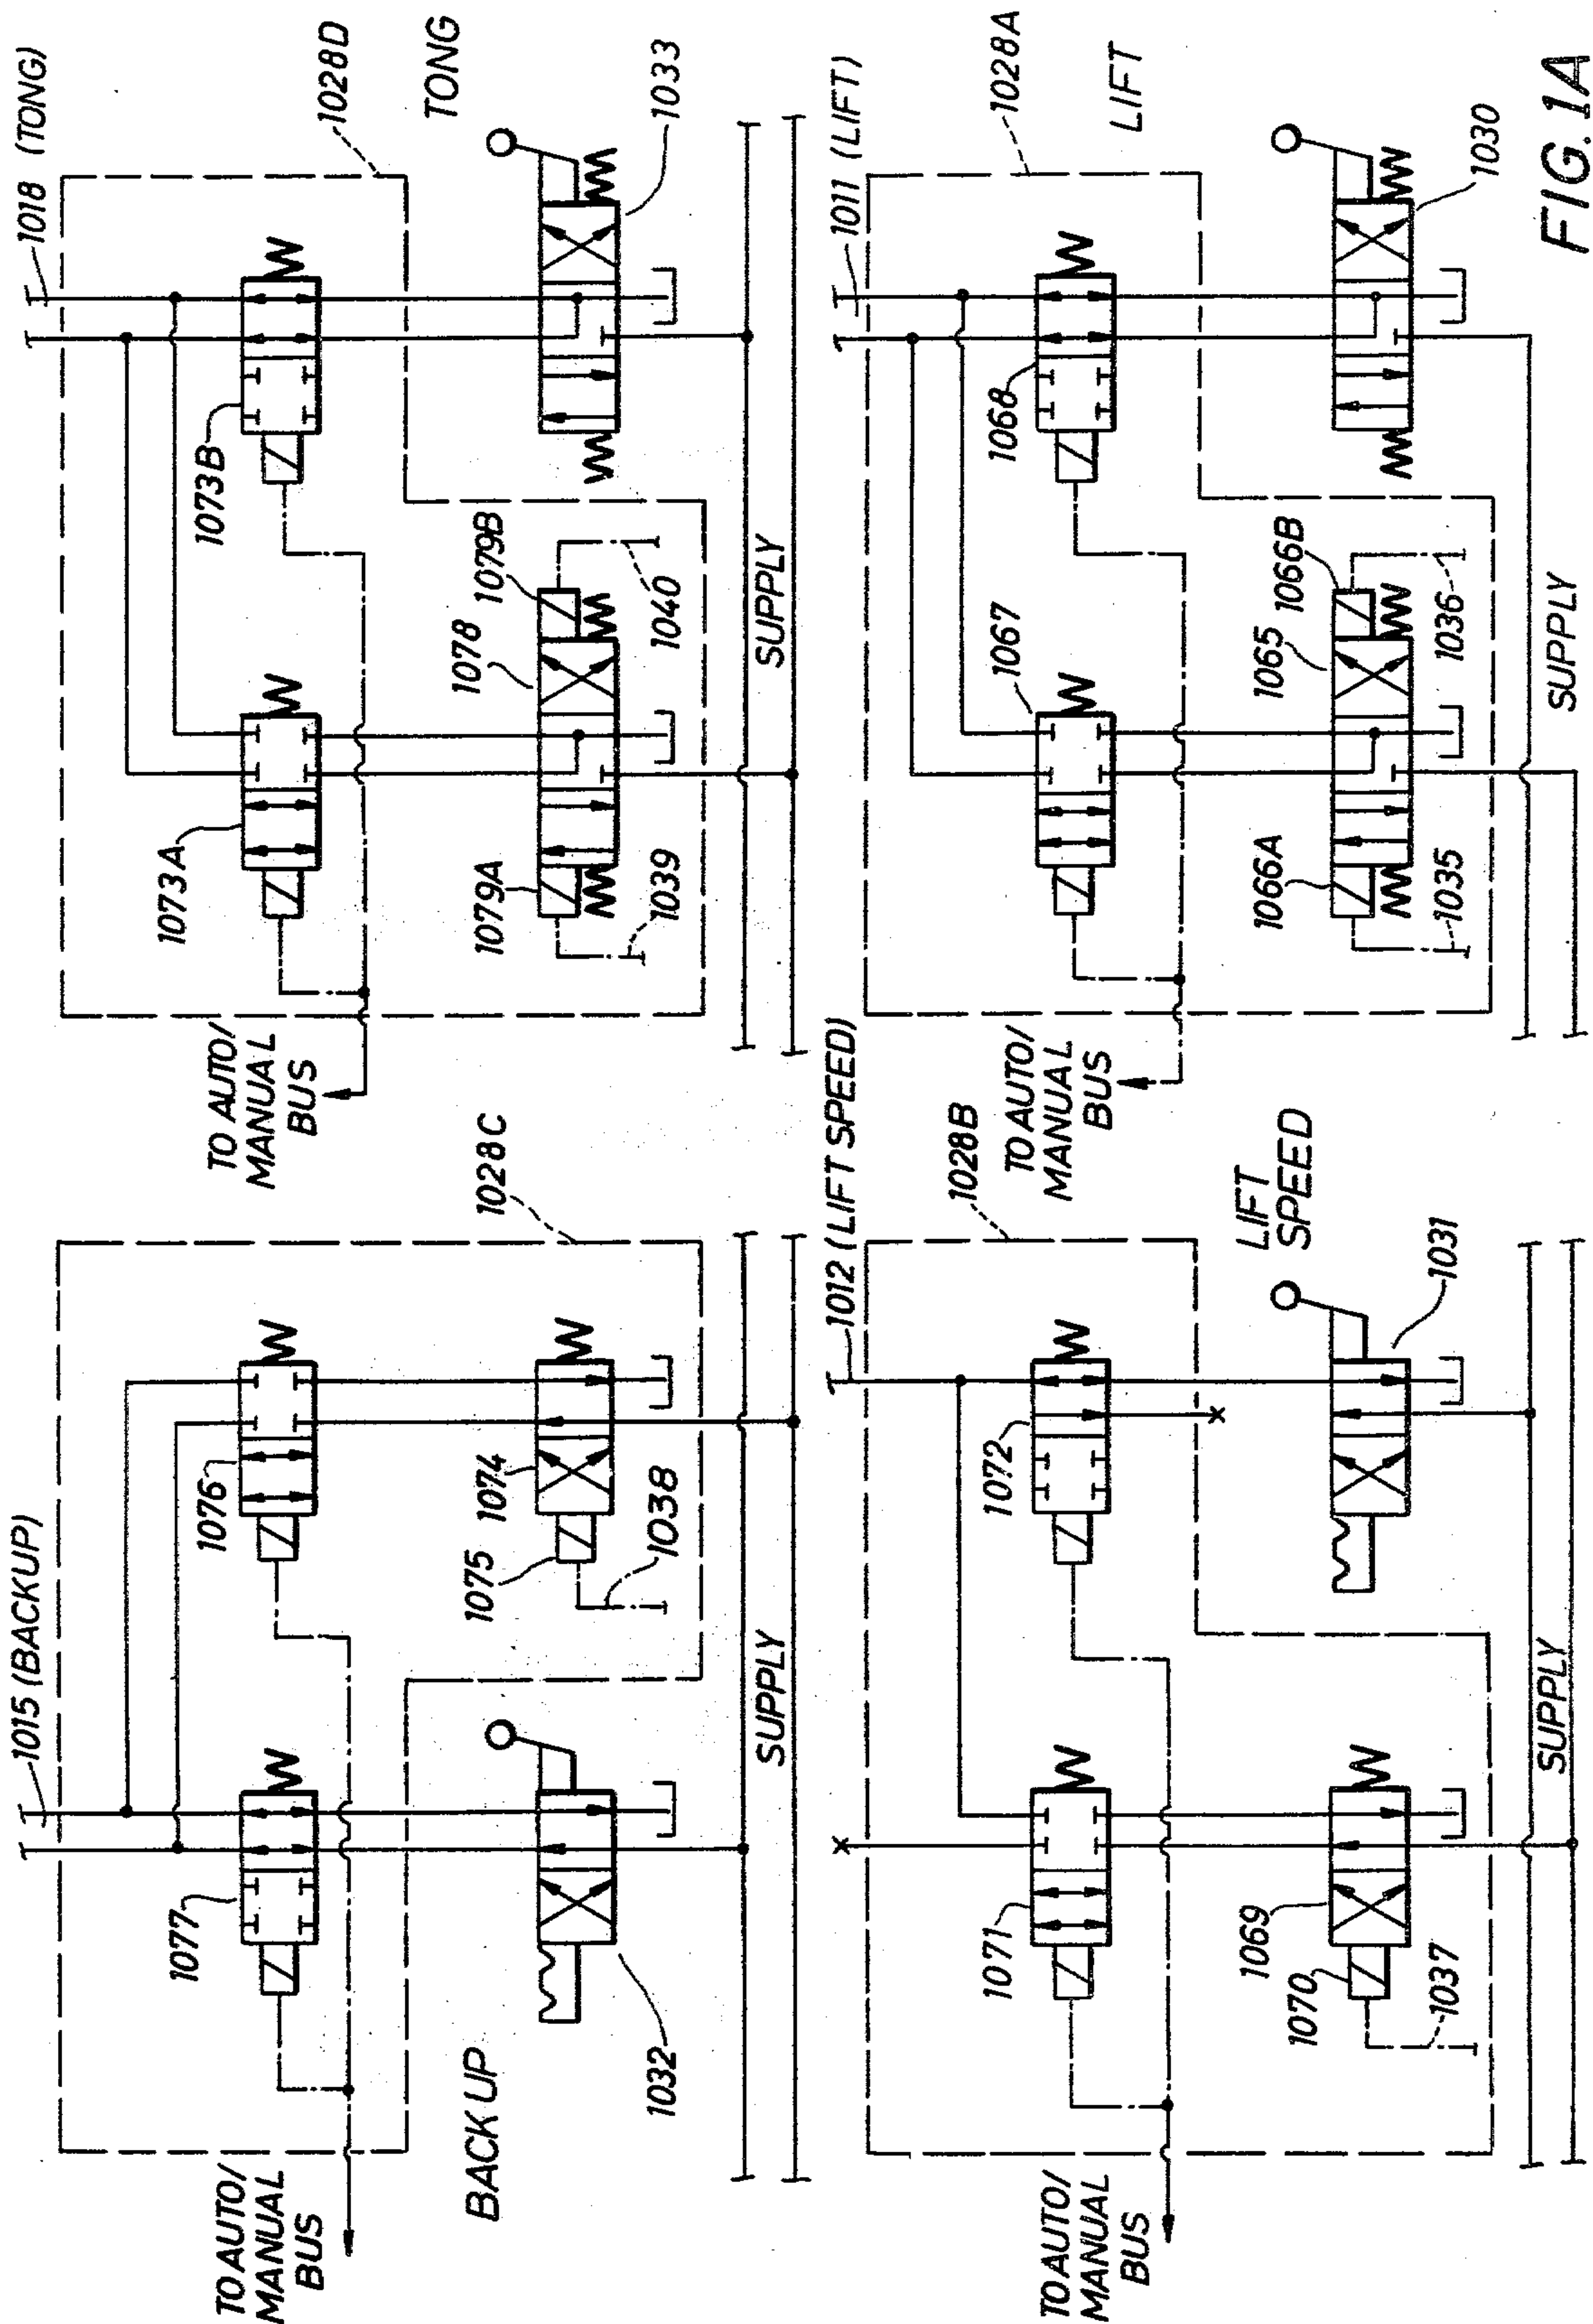 1015 (BACKUP)
1077
1076
1028C
1075
1074
1038
1032
BACK UP
SUPPLY
TO AUTO/
MANUAL
BUS
1018 (TONG)
1073A
1073B
1028D
TONG
1079A
1078
1079B
1039
1040
1033
SUPPLY
TO AUTO/
MANUAL
BUS
1012 (LIFT SPEED)
1071
1072
1028B
LIFT
SPEED
1070
1069
1037
1031
SUPPLY
TO AUTO/
MANUAL
BUS
1011 (LIFT)
1067
1068
1028A
LIFT
1066A
1065
1066B
1035
1036
1030
SUPPLY
TO AUTO/
MANUAL
BUS
FIG. 1A